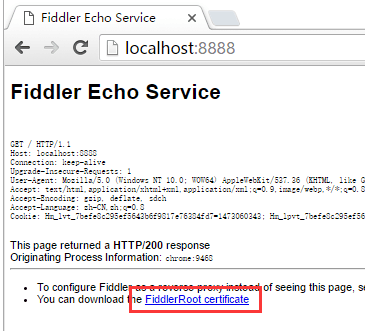 Fiddler Echo Service
localhost:8888
Fiddler Echo Service
GET / HTTP/1.1
Host: localhost:8888
Connection: keep-alive
Upgrade-Insecure-Requests: 1
User-Agent: Mozilla/5.0 (Windows NT 10.0; WOW64) AppleWebKit/537.36 (KHTML, like G
Accept: text/html,application/xhtml+xml,application/xml;q=0.9,image/webp,*/*;q=0.8
Accept-Encoding: gzip, deflate, sdch
Accept-Language: zh-CN,zh;q=0.8
Cookie: Hm_lvt_7befe8c295ef5643b6f9817e76384fd7=1473060343; Hm_lpvt_7befe8c295ef56
This page returned a HTTP/200 response
Originating Process Information: chrome:9468
• To configure Fiddler as a reverse proxy instead of seeing this page, s
• You can download the FiddlerRoot certificate